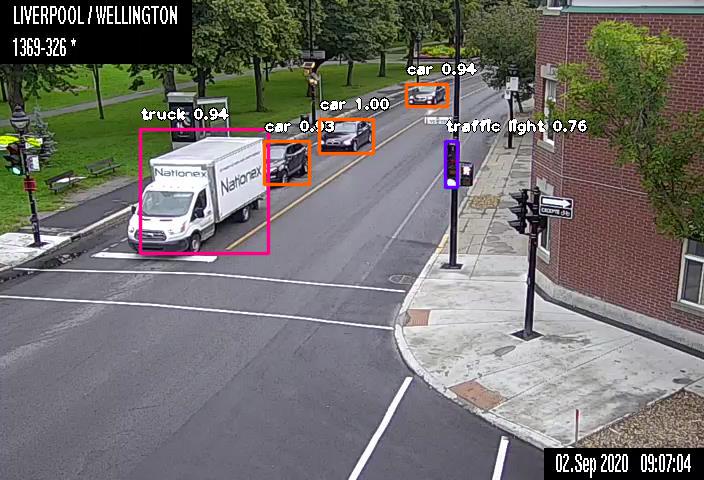 LIVERPOOL / WELLINGTON
1369-326 *
car 0.94
car 1.00
truck 0.94
car 0.93
traffic light 0.76
Nationex
Nationex
EXCEPTÉ
02.Sep 2020 09:07:04